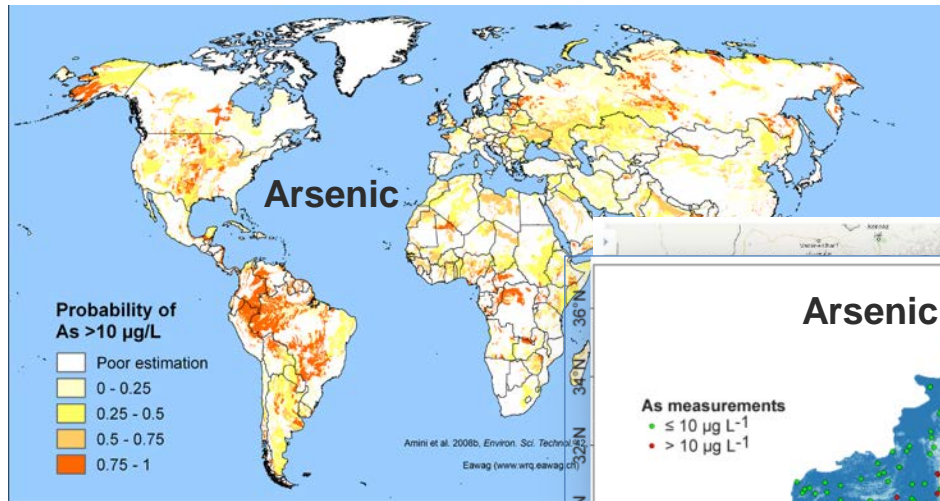 Arsenic
Probability of
As >10 µg/L
Poor estimation
0 - 0.25
0.25 - 0.5
0.5 - 0.75
0.75 - 1
Amini et al. 2008b, Environ. Sci. Technol.
Eawag (www.wrq.eawag.ch)
Arsenic
As measurements
≤ 10 µg L-1
> 10 µg L-1
36°N
34°N
32°N
N